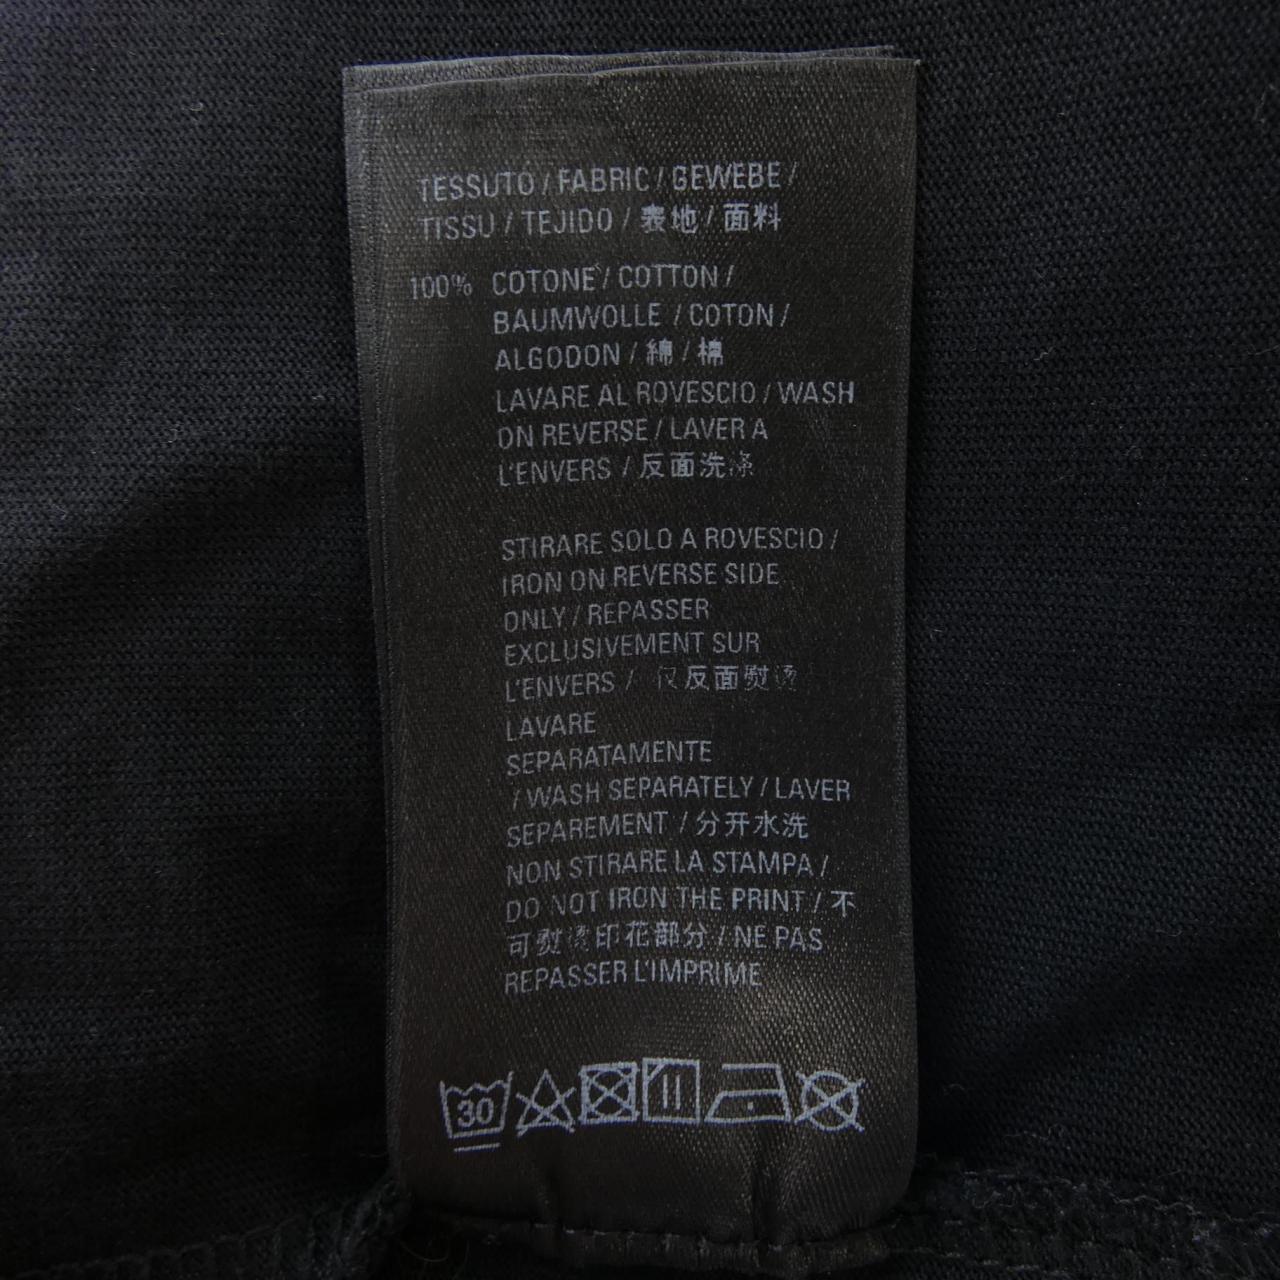 TESSUTO / FABRIC / GEWEBE /
TISSU / TEJIDO / 表地 / 面料
100% COTONE / COTTON /
BAUMWOLLE / COTON /
ALGODON / 綿 / 棉
LAVARE AL ROVESCIO / WASH
ON REVERSE / LAVER A
L'ENVERS / 反面洗涤
STIRARE SOLO A ROVESCIO /
IRON ON REVERSE SIDE
ONLY / REPASSER
EXCLUSIVEMENT SUR
L'ENVERS / 仅反面熨烫
LAVARE
SEPARATAMENTE
/ WASH SEPARATELY / LAVER
SEPAREMENT / 分开水洗
NON STIRARE LA STAMPA /
DO NOT IRON THE PRINT / 不
可熨烫印花部分 / NE PAS
REPASSER L'IMPRIME
30